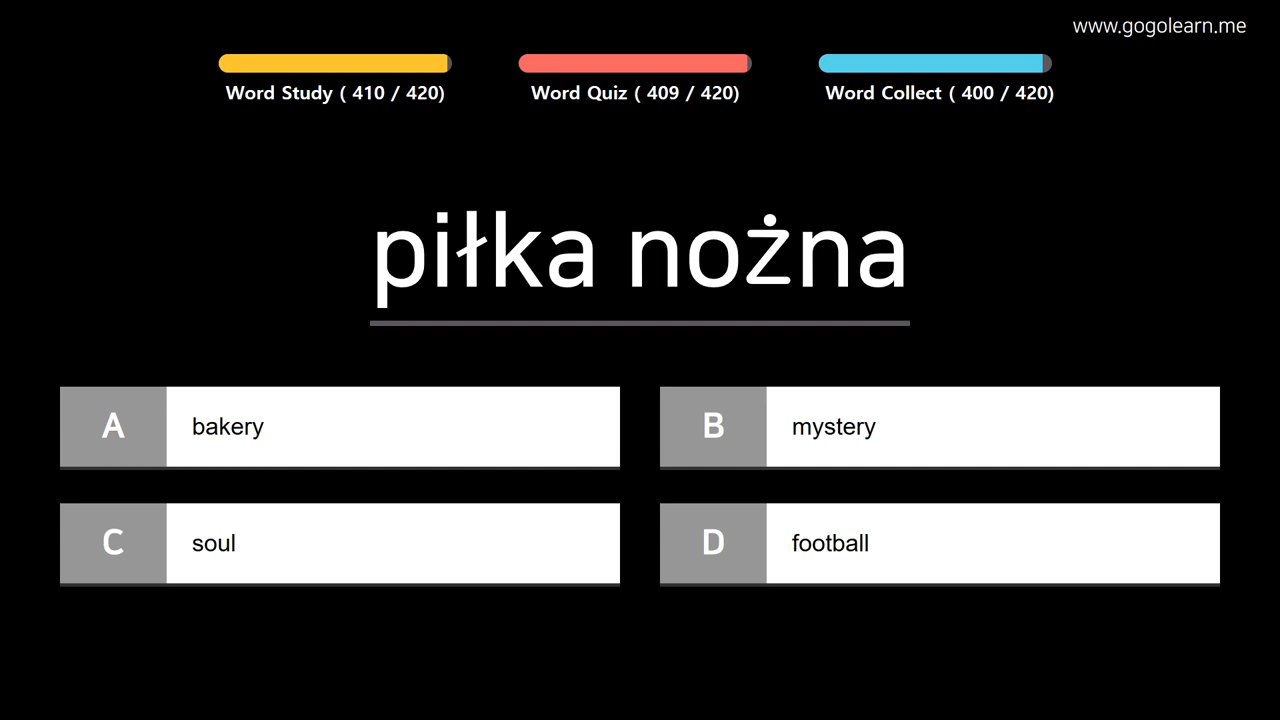 www.gogolearn.me
Word Study ( 410 / 420)
Word Quiz ( 409 / 420)
Word Collect ( 400 / 420)
piłka nożna
A
bakery
B
mystery
C
soul
D
football